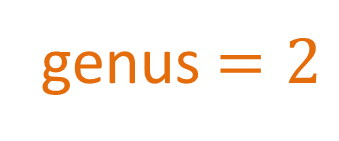 genus = 2